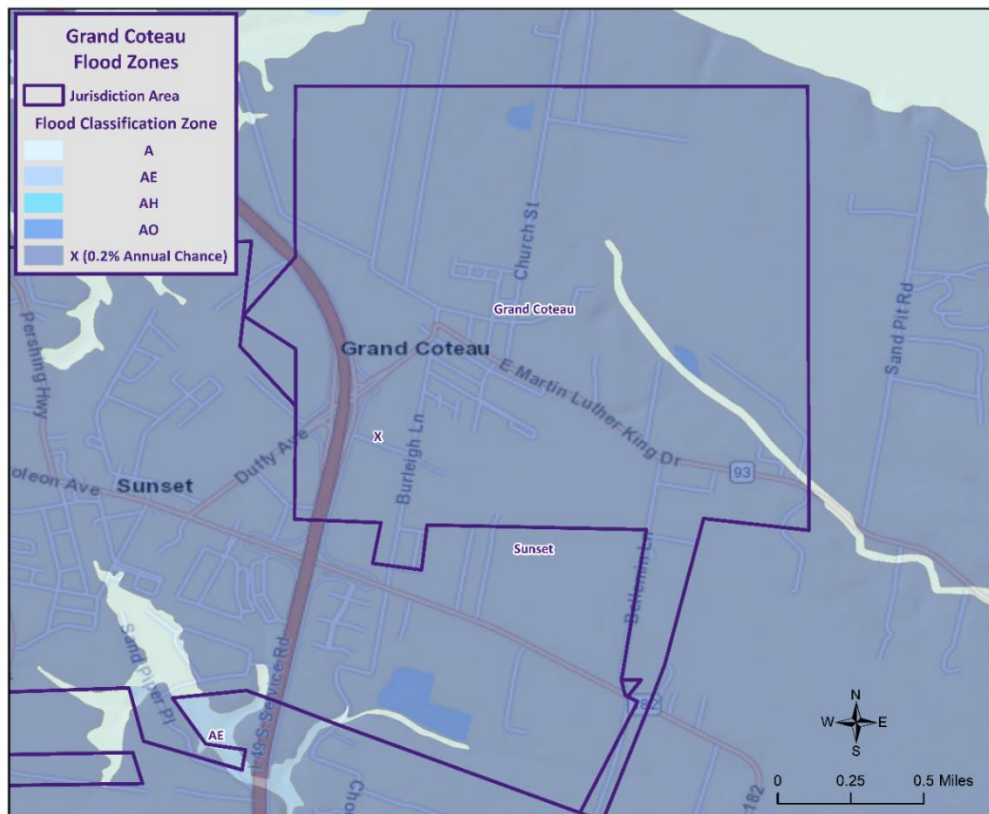 Grand Coteau
Flood Zones
Jurisdiction Area
Flood Classification Zone
A
AE
AH
AO
X (0.2% Annual Chance)
Church St
Grand Coteau
Sand Pit Rd
Pershing Hwy
Grand Coteau
E Martin Luther King Dr
X
Burleigh Ln
Duffy Ave
93
oleon Ave
Sunset
Sunset
Sand Piper Pl
I-49 S Service Rd
AE
182
N
W
E
S
0
0.25
0.5 Miles